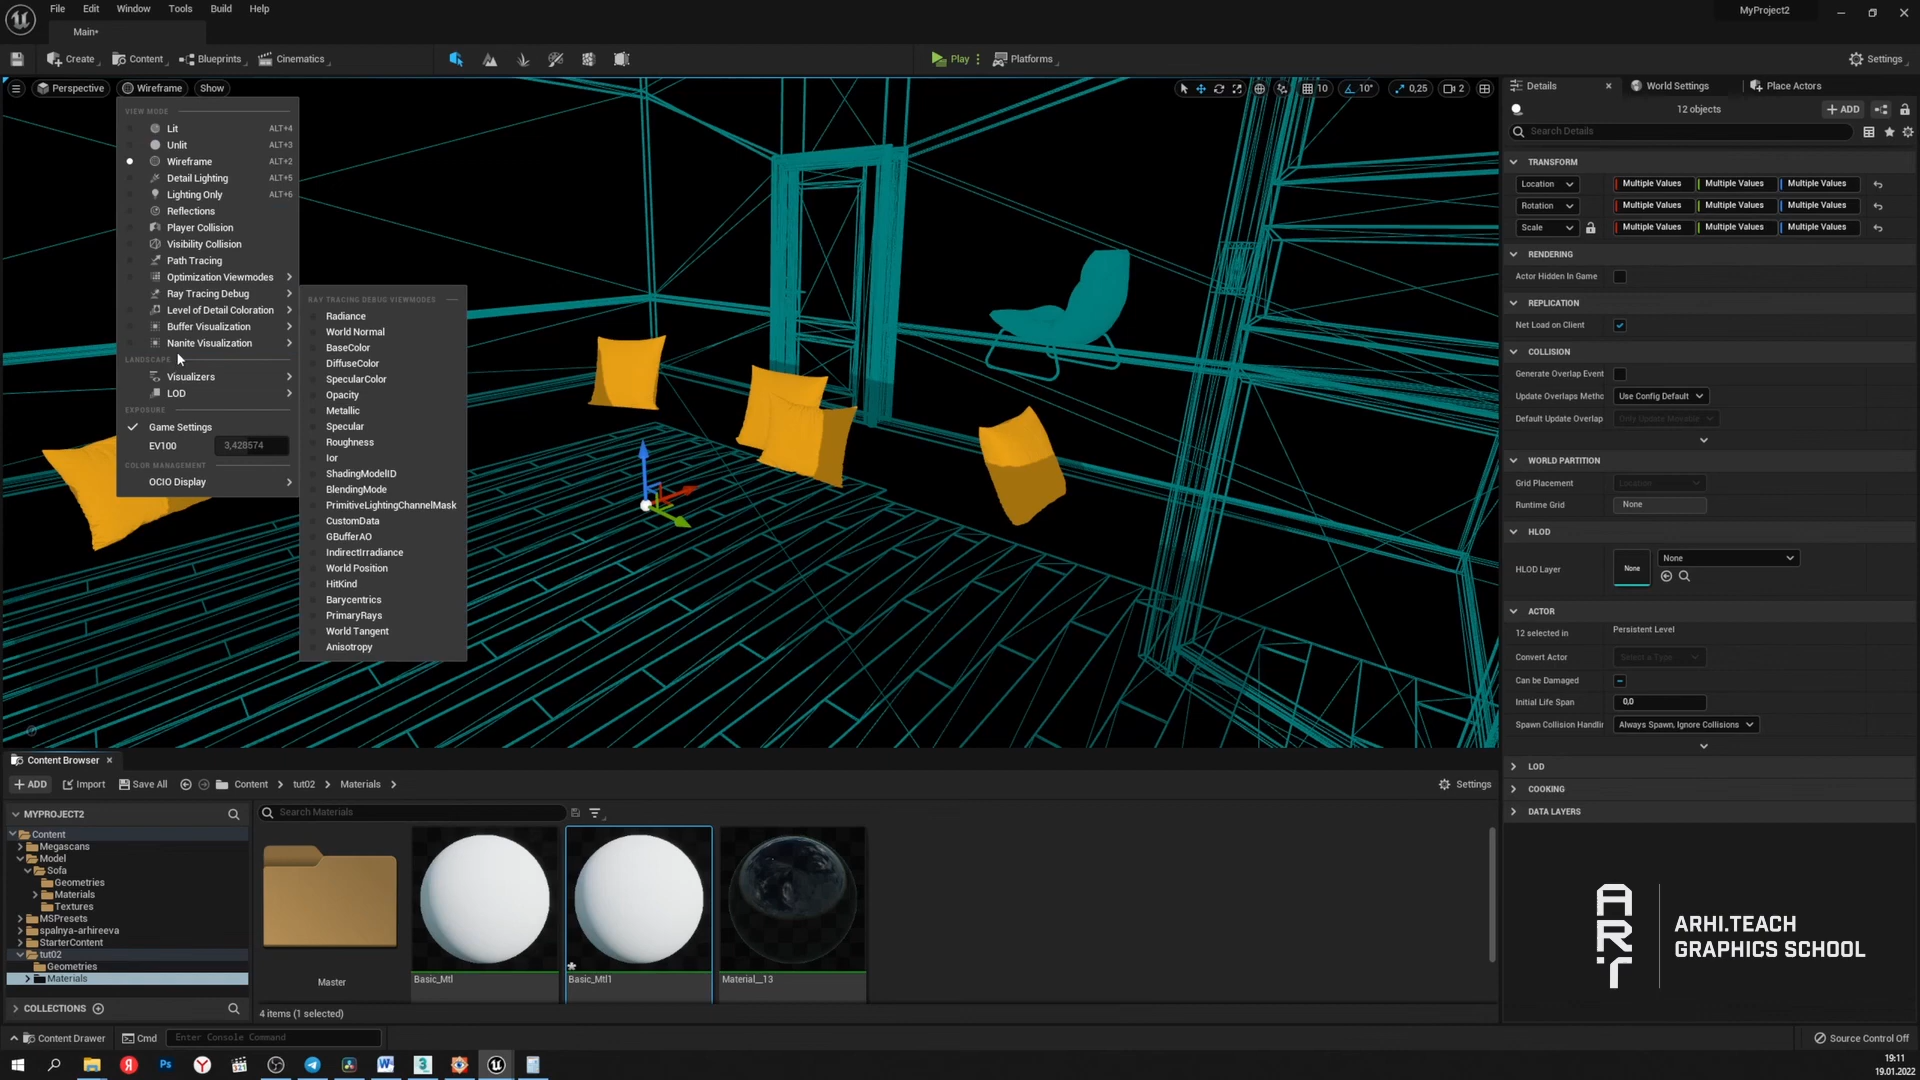 File Edit Window Tools Build Help
MyProject2
Main*
Create Content Blueprints Cinematics
Play Platforms
Settings
Perspective Wireframe Show
10 10° 0,25 2
VIEW MODE
Lit ALT+4
Unlit ALT+3
Wireframe ALT+2
Detail Lighting ALT+5
Lighting Only ALT+6
Reflections
Player Collision
Visibility Collision
Path Tracing
Optimization Viewmodes
Ray Tracing Debug
Level of Detail Coloration
Buffer Visualization
Nanite Visualization
LANDSCAPE
Visualizers
LOD
EXPOSURE
Game Settings
EV100 3,428574
COLOR MANAGEMENT
OCIO Display
RAY TRACING DEBUG VIEWMODES
Radiance
World Normal
BaseColor
DiffuseColor
SpecularColor
Opacity
Metallic
Specular
Roughness
Ior
ShadingModelID
BlendingMode
PrimitiveLightingChannelMask
CustomData
GBufferAO
IndirectIrradiance
World Position
HitKind
Barycentrics
PrimaryRays
World Tangent
Anisotropy
Details World Settings Place Actors
12 objects
ADD
Search Details
TRANSFORM
Location Multiple Values Multiple Values Multiple Values
Rotation Multiple Values Multiple Values Multiple Values
Scale Multiple Values Multiple Values Multiple Values
RENDERING
Actor Hidden In Game
REPLICATION
Net Load on Client
COLLISION
Generate Overlap Event
Update Overlaps Metho Use Config Default
Default Update Overlap Only Update Movable
WORLD PARTITION
Grid Placement Location
Runtime Grid None
HLOD
HLOD Layer None None
ACTOR
12 selected in Persistent Level
Convert Actor Select a Type
Can be Damaged
Initial Life Span 0,0
Spawn Collision Handlin Always Spawn, Ignore Collisions
LOD
COOKING
DATA LAYERS
ARHI.TEACH
GRAPHICS SCHOOL
Content Browser
ADD Import Save All Content tut02 Materials
Settings
MYPROJECT2
Search Materials
Content
Megascans
Model
Sofa
Geometries
Materials
Textures
MSPresets
spalnya-arhireeva
StarterContent
tut02
Geometries
Materials
COLLECTIONS
Master
Basic_Mtl
Basic_Mtl1
Material__13
4 items (1 selected)
Content Drawer Cmd Enter Console Command
Source Control Off
19:11
19.01.2022